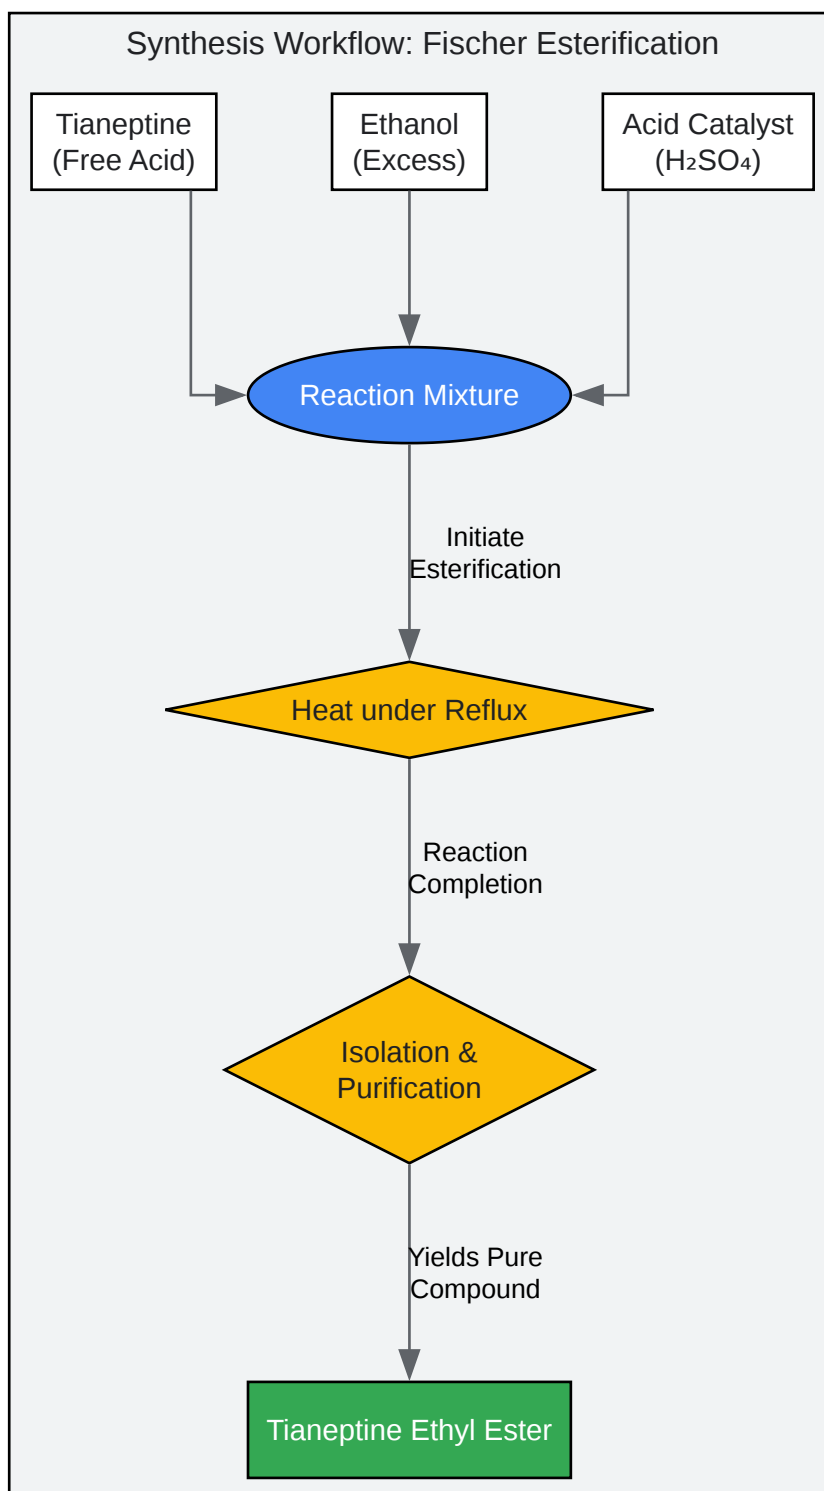 Synthesis Workflow: Fischer Esterification
Tianeptine
(Free Acid)
Ethanol
(Excess)
Acid Catalyst
(H₂SO₄)
Reaction Mixture
Initiate
Esterification
Heat under Reflux
Reaction
Completion
Isolation &
Purification
Yields Pure
Compound
Tianeptine Ethyl Ester